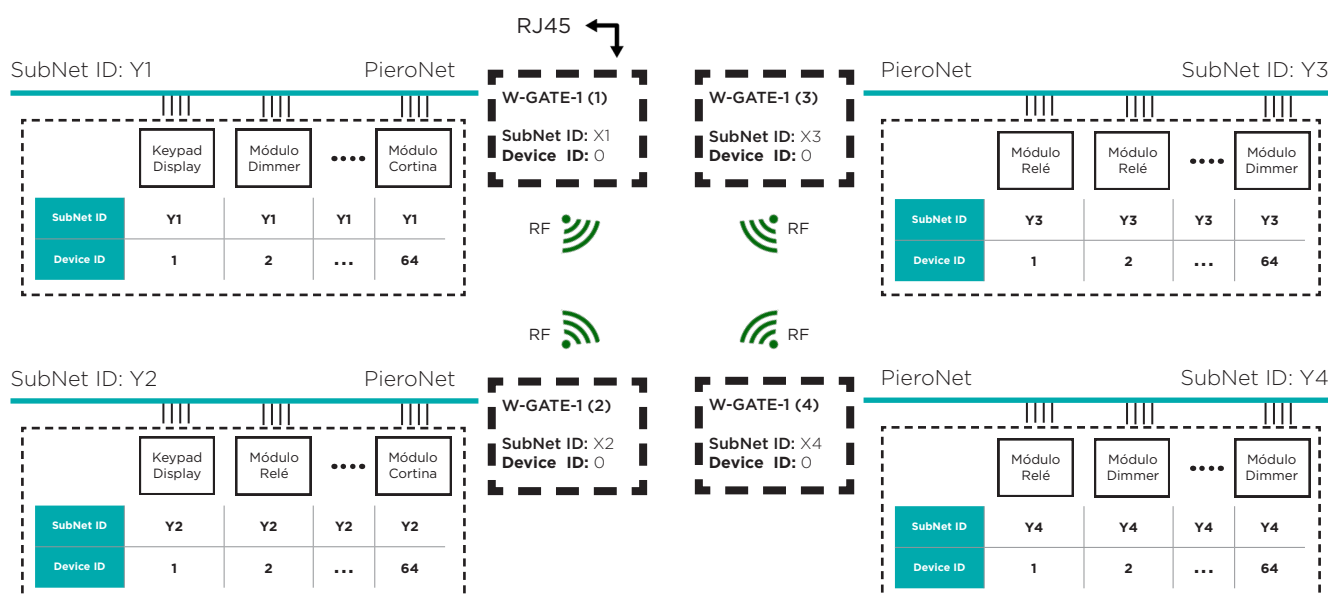 RJ45
SubNet ID: Y1
PieroNet
W-GATE-1 (1)
SubNet ID: X1
Device ID: 0
Keypad
Display
Módulo
Dimmer
Módulo
Cortina
SubNet ID Y1 Y1 Y1 Y1
Device ID 1 2 ... 64
RF
W-GATE-1 (3)
SubNet ID: X3
Device ID: 0
PieroNet
SubNet ID: Y3
Módulo
Relé
Módulo
Relé
Módulo
Dimmer
SubNet ID Y3 Y3 Y3 Y3
Device ID 1 2 ... 64
RF
SubNet ID: Y2
PieroNet
RF
W-GATE-1 (2)
SubNet ID: X2
Device ID: 0
Keypad
Display
Módulo
Relé
Módulo
Cortina
SubNet ID Y2 Y2 Y2 Y2
Device ID 1 2 ... 64
RF
W-GATE-1 (4)
SubNet ID: X4
Device ID: 0
PieroNet
SubNet ID: Y4
Módulo
Relé
Módulo
Dimmer
Módulo
Dimmer
SubNet ID Y4 Y4 Y4 Y4
Device ID 1 2 ... 64